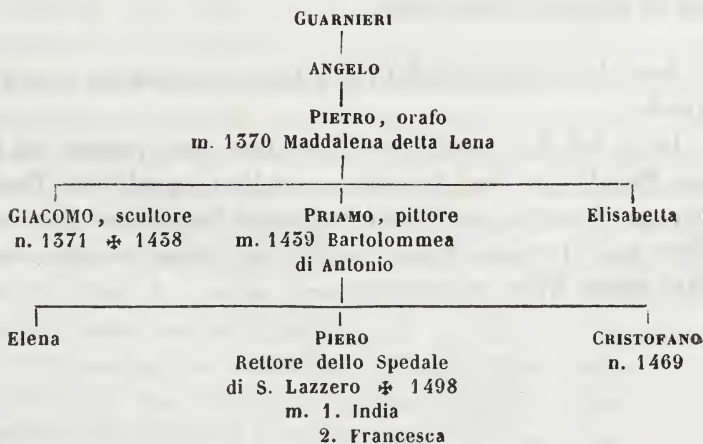 GUARNIERI
ANGELO
PIETRO, orafo
m. 1370 Maddalena detta Lena
GIACOMO, scultore PRIAMO, pittore Elisabetta
n. 1371 ✠ 1438 m. 1439 Bartolommea
di Antonio
Elena PIERO CRISTOFANO
Rettore dello Spedale n. 1469
di S. Lazzero ✠ 1498
m. 1. India
2. Francesca